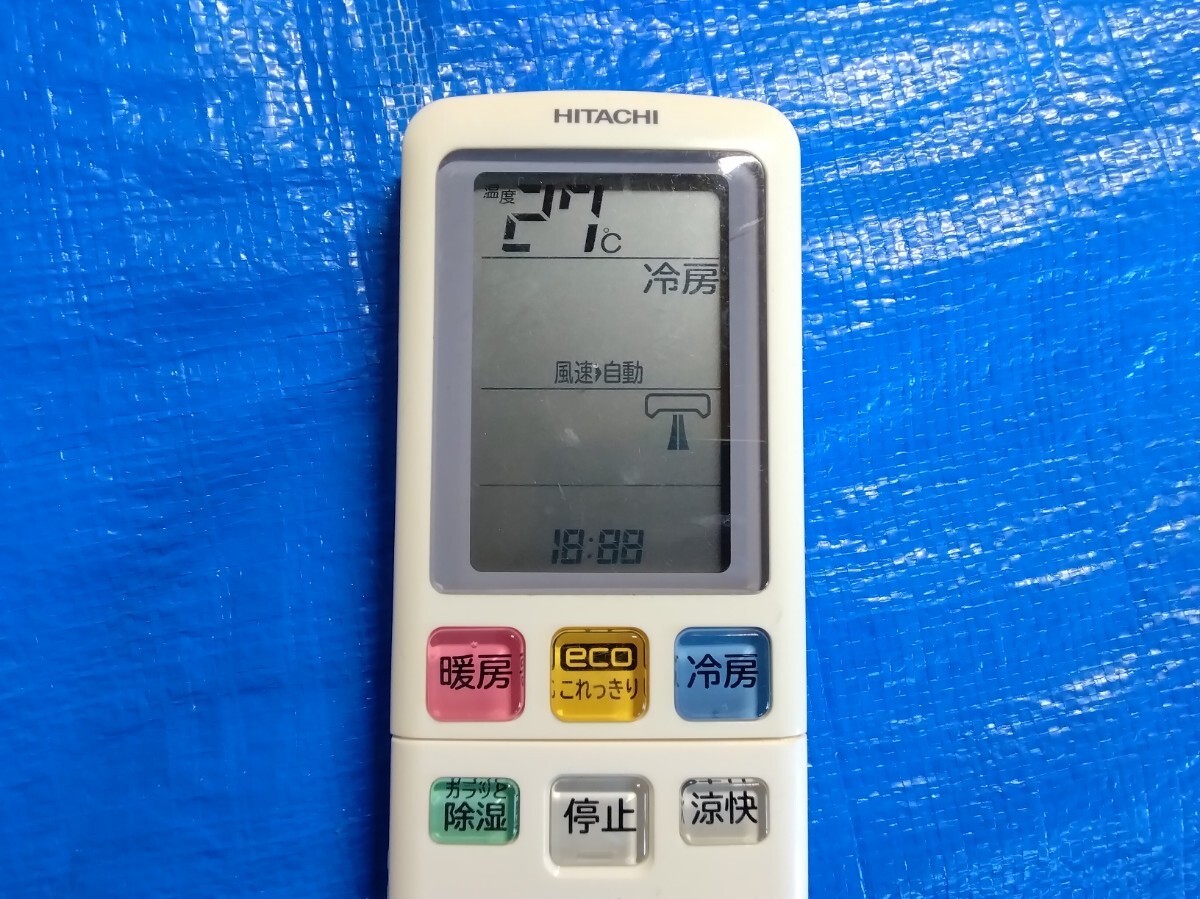 HITACHI
温度 27℃
冷房
風速▶自動
18:88
暖房
eco
これっきり
冷房
カラッと
除湿
停止
涼快